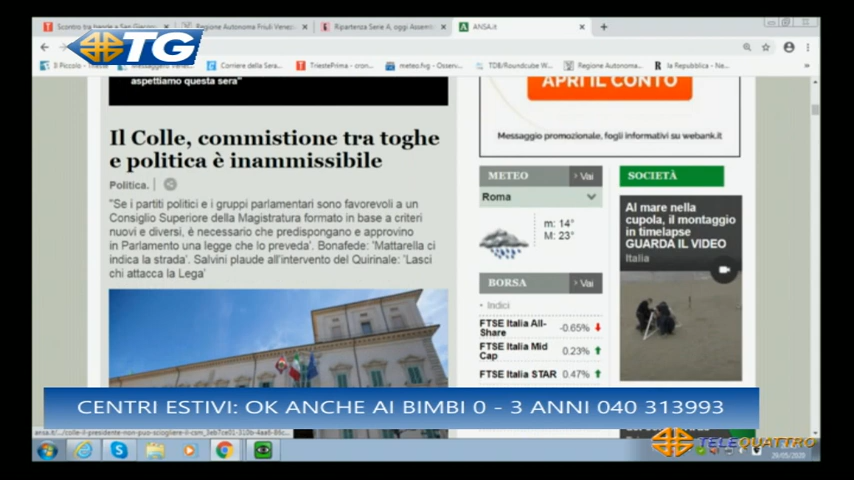 Scontro tra bande a San Giacomo
Regione Autonoma Friuli Venezi
Ripartenza Serie A, oggi Assemb
ANSA.it
TG
Il Piccolo - Trieste
Messaggero Vene
Corriere della Sera...
TriestePrima - cron...
meteo.fvg - Osserv...
TDB/Roundcube W...
Regione Autonoma...
la Repubblica - Ne...
aspettiamo questa sera"
APRI IL CONTO
Messaggio promozionale, fogli informativi su webank.it
Il Colle, commistione tra toghe
e politica è inammissibile
Politica.
"Se i partiti politici e i gruppi parlamentari sono favorevoli a un
Consiglio Superiore della Magistratura formato in base a criteri
nuovi e diversi, è necessario che predispongano e approvino
in Parlamento una legge che lo preveda'. Bonafede: 'Mattarella ci
indica la strada'. Salvini plaude all'intervento del Quirinale: 'Lasci
chi attacca la Lega'
METEO
Vai
Roma
m: 14°
M: 23°
BORSA
Vai
Indici
FTSE Italia All-
Share
-0.65%
FTSE Italia Mid
Cap
0.23%
FTSE Italia STAR
0.47%
SOCIETÀ
Al mare nella
cupola, il montaggio
in timelapse
GUARDA IL VIDEO
Italia
CENTRI ESTIVI: OK ANCHE AI BIMBI 0 - 3 ANNI 040 313993
TELEQUATTRO
29/05/2020